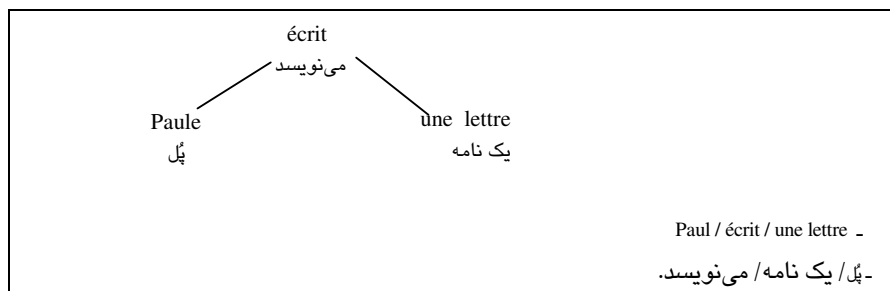 écrit
می‌نویسد
Paule
une lettre
پُل
یک نامه
Paul / écrit / une lettre ـ
ـ پُل/ یک نامه/ می‌نویسد.